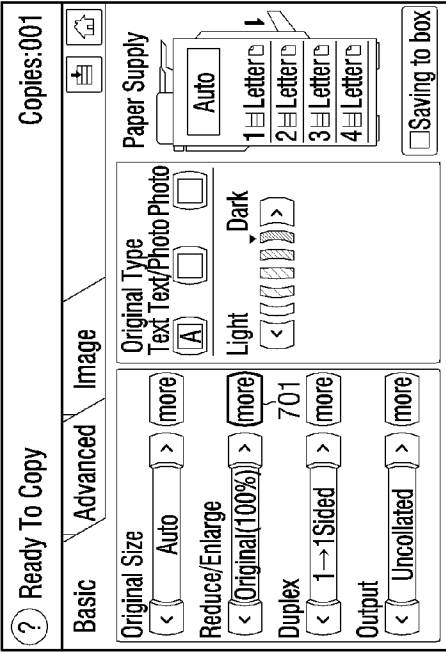 ? Ready To Copy Copies:001
Basic Advanced Image
Original Size
< Auto > more
Reduce/Enlarge
< Original(100%) > more
701
Duplex
< 1→1Sided > more
Output
< Uncollated > more
Original Type
Text Text/Photo Photo
A
Light Dark
< >
Paper Supply
Auto
1 Letter
2 Letter
3 Letter
4 Letter
1
Saving to box